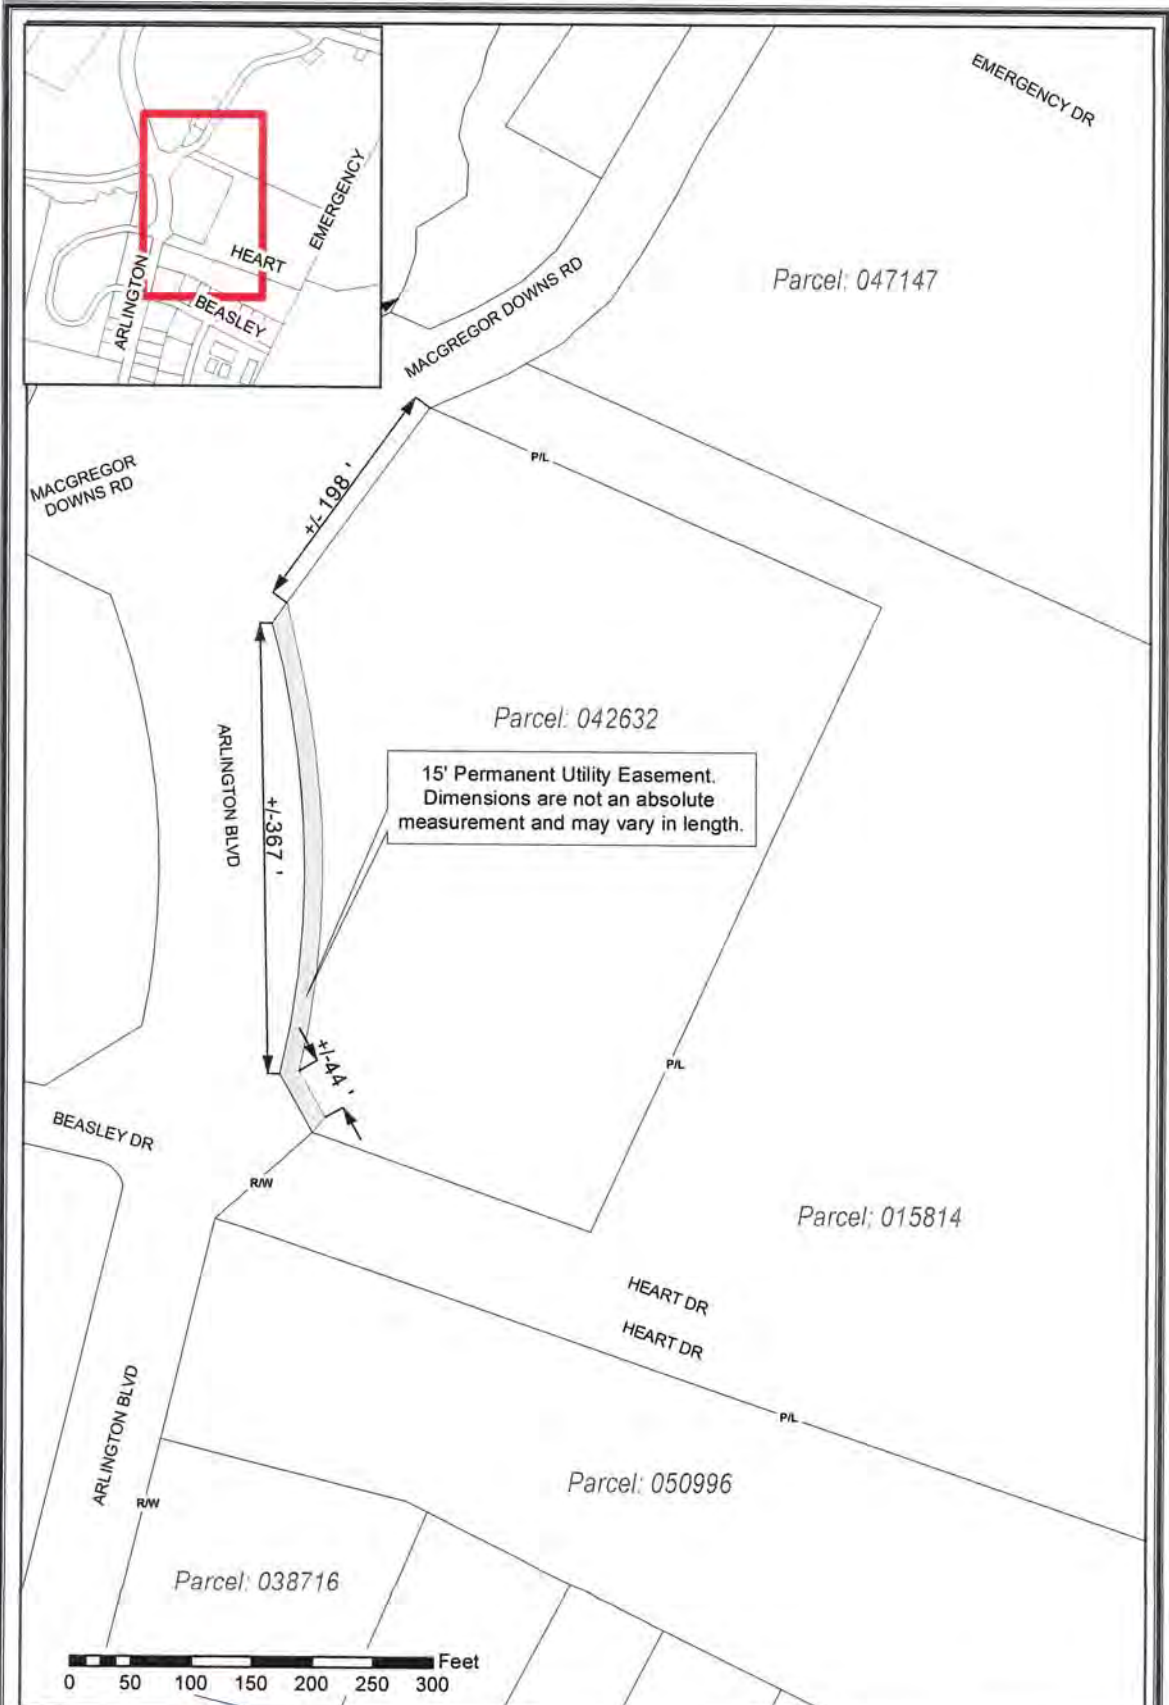 EMERGENCY
HEART
ARLINGTON
BEASLEY
EMERGENCY DR
Parcel: 047147
MACGREGOR DOWNS RD
MACGREGOR
DOWNS RD
P/L
+/- 198 '
Parcel: 042632
ARLINGTON BLVD
+/-367 '
15' Permanent Utility Easement.
Dimensions are not an absolute
measurement and may vary in length.
+/-44 '
P/L
BEASLEY DR
R/W
Parcel: 015814
HEART DR
HEART DR
P/L
ARLINGTON BLVD
R/W
Parcel: 050996
Parcel: 038716
Feet
0 50 100 150 200 250 300